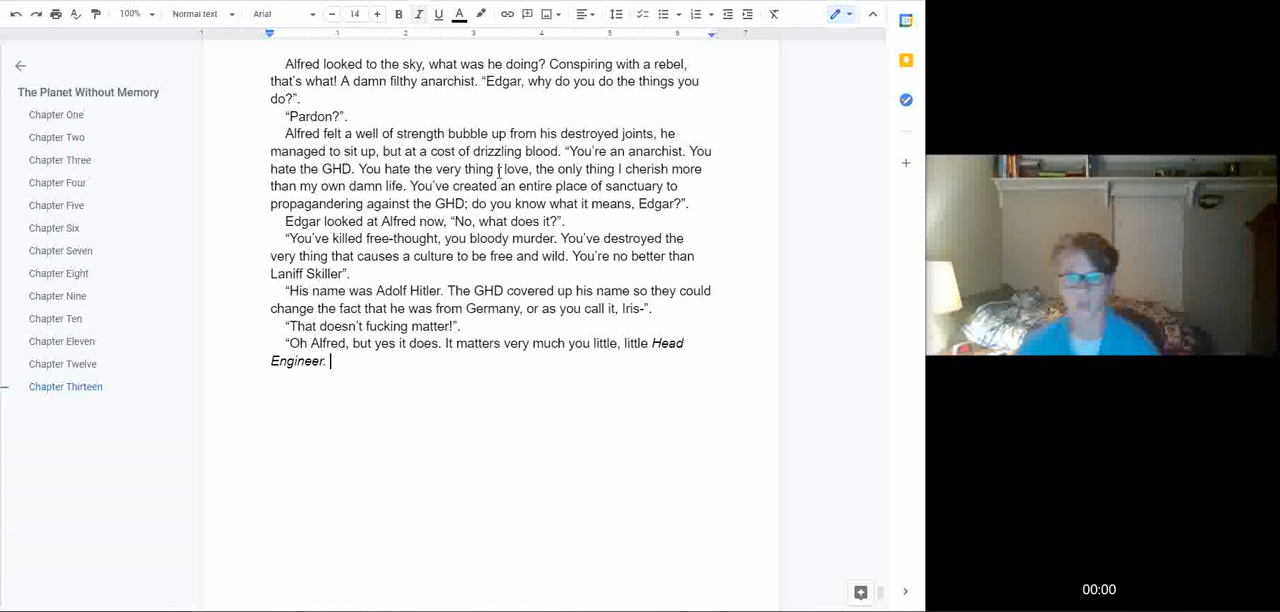 100%
Normal text
Arial
14
1
1
2
3
4
5
6
7
The Planet Without Memory
Chapter One
Chapter Two
Chapter Three
Chapter Four
Chapter Five
Chapter Six
Chapter Seven
Chapter Eight
Chapter Nine
Chapter Ten
Chapter Eleven
Chapter Twelve
Chapter Thirteen
Alfred looked to the sky, what was he doing? Conspiring with a rebel,
that’s what! A damn filthy anarchist. “Edgar, why do you do the things you
do?”.
“Pardon?”.
Alfred felt a well of strength bubble up from his destroyed joints, he
managed to sit up, but at a cost of drizzling blood. “You’re an anarchist. You
hate the GHD. You hate the very thing I love, the only thing I cherish more
than my own damn life. You’ve created an entire place of sanctuary to
propagandering against the GHD; do you know what it means, Edgar?”.
Edgar looked at Alfred now, “No, what does it?”.
“You’ve killed free-thought, you bloody murder. You’ve destroyed the
very thing that causes a culture to be free and wild. You’re no better than
Laniff Skiller”.
“His name was Adolf Hitler. The GHD covered up his name so they could
change the fact that he was from Germany, or as you call it, Iris-”.
“That doesn’t fucking matter!”.
“Oh Alfred, but yes it does. It matters very much you little, little Head
Engineer.
00:00